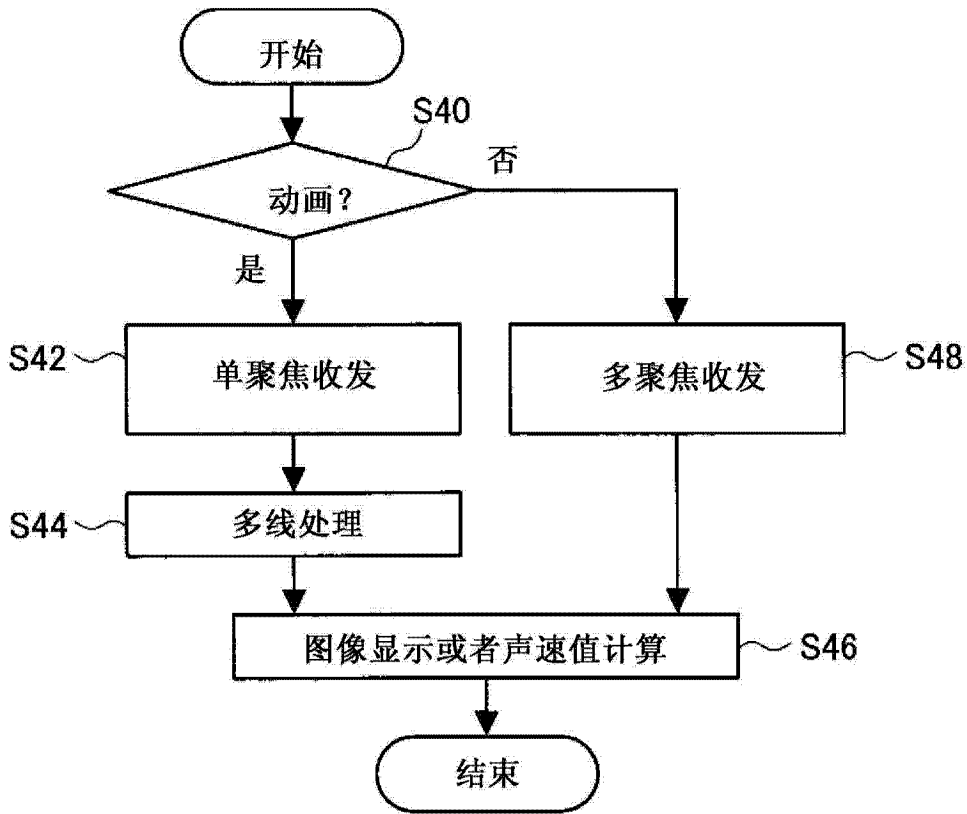 开始
S40
动画？
否
是
S42
单聚焦收发
多聚焦收发
S48
S44
多线处理
图像显示或者声速值计算
S46
结束